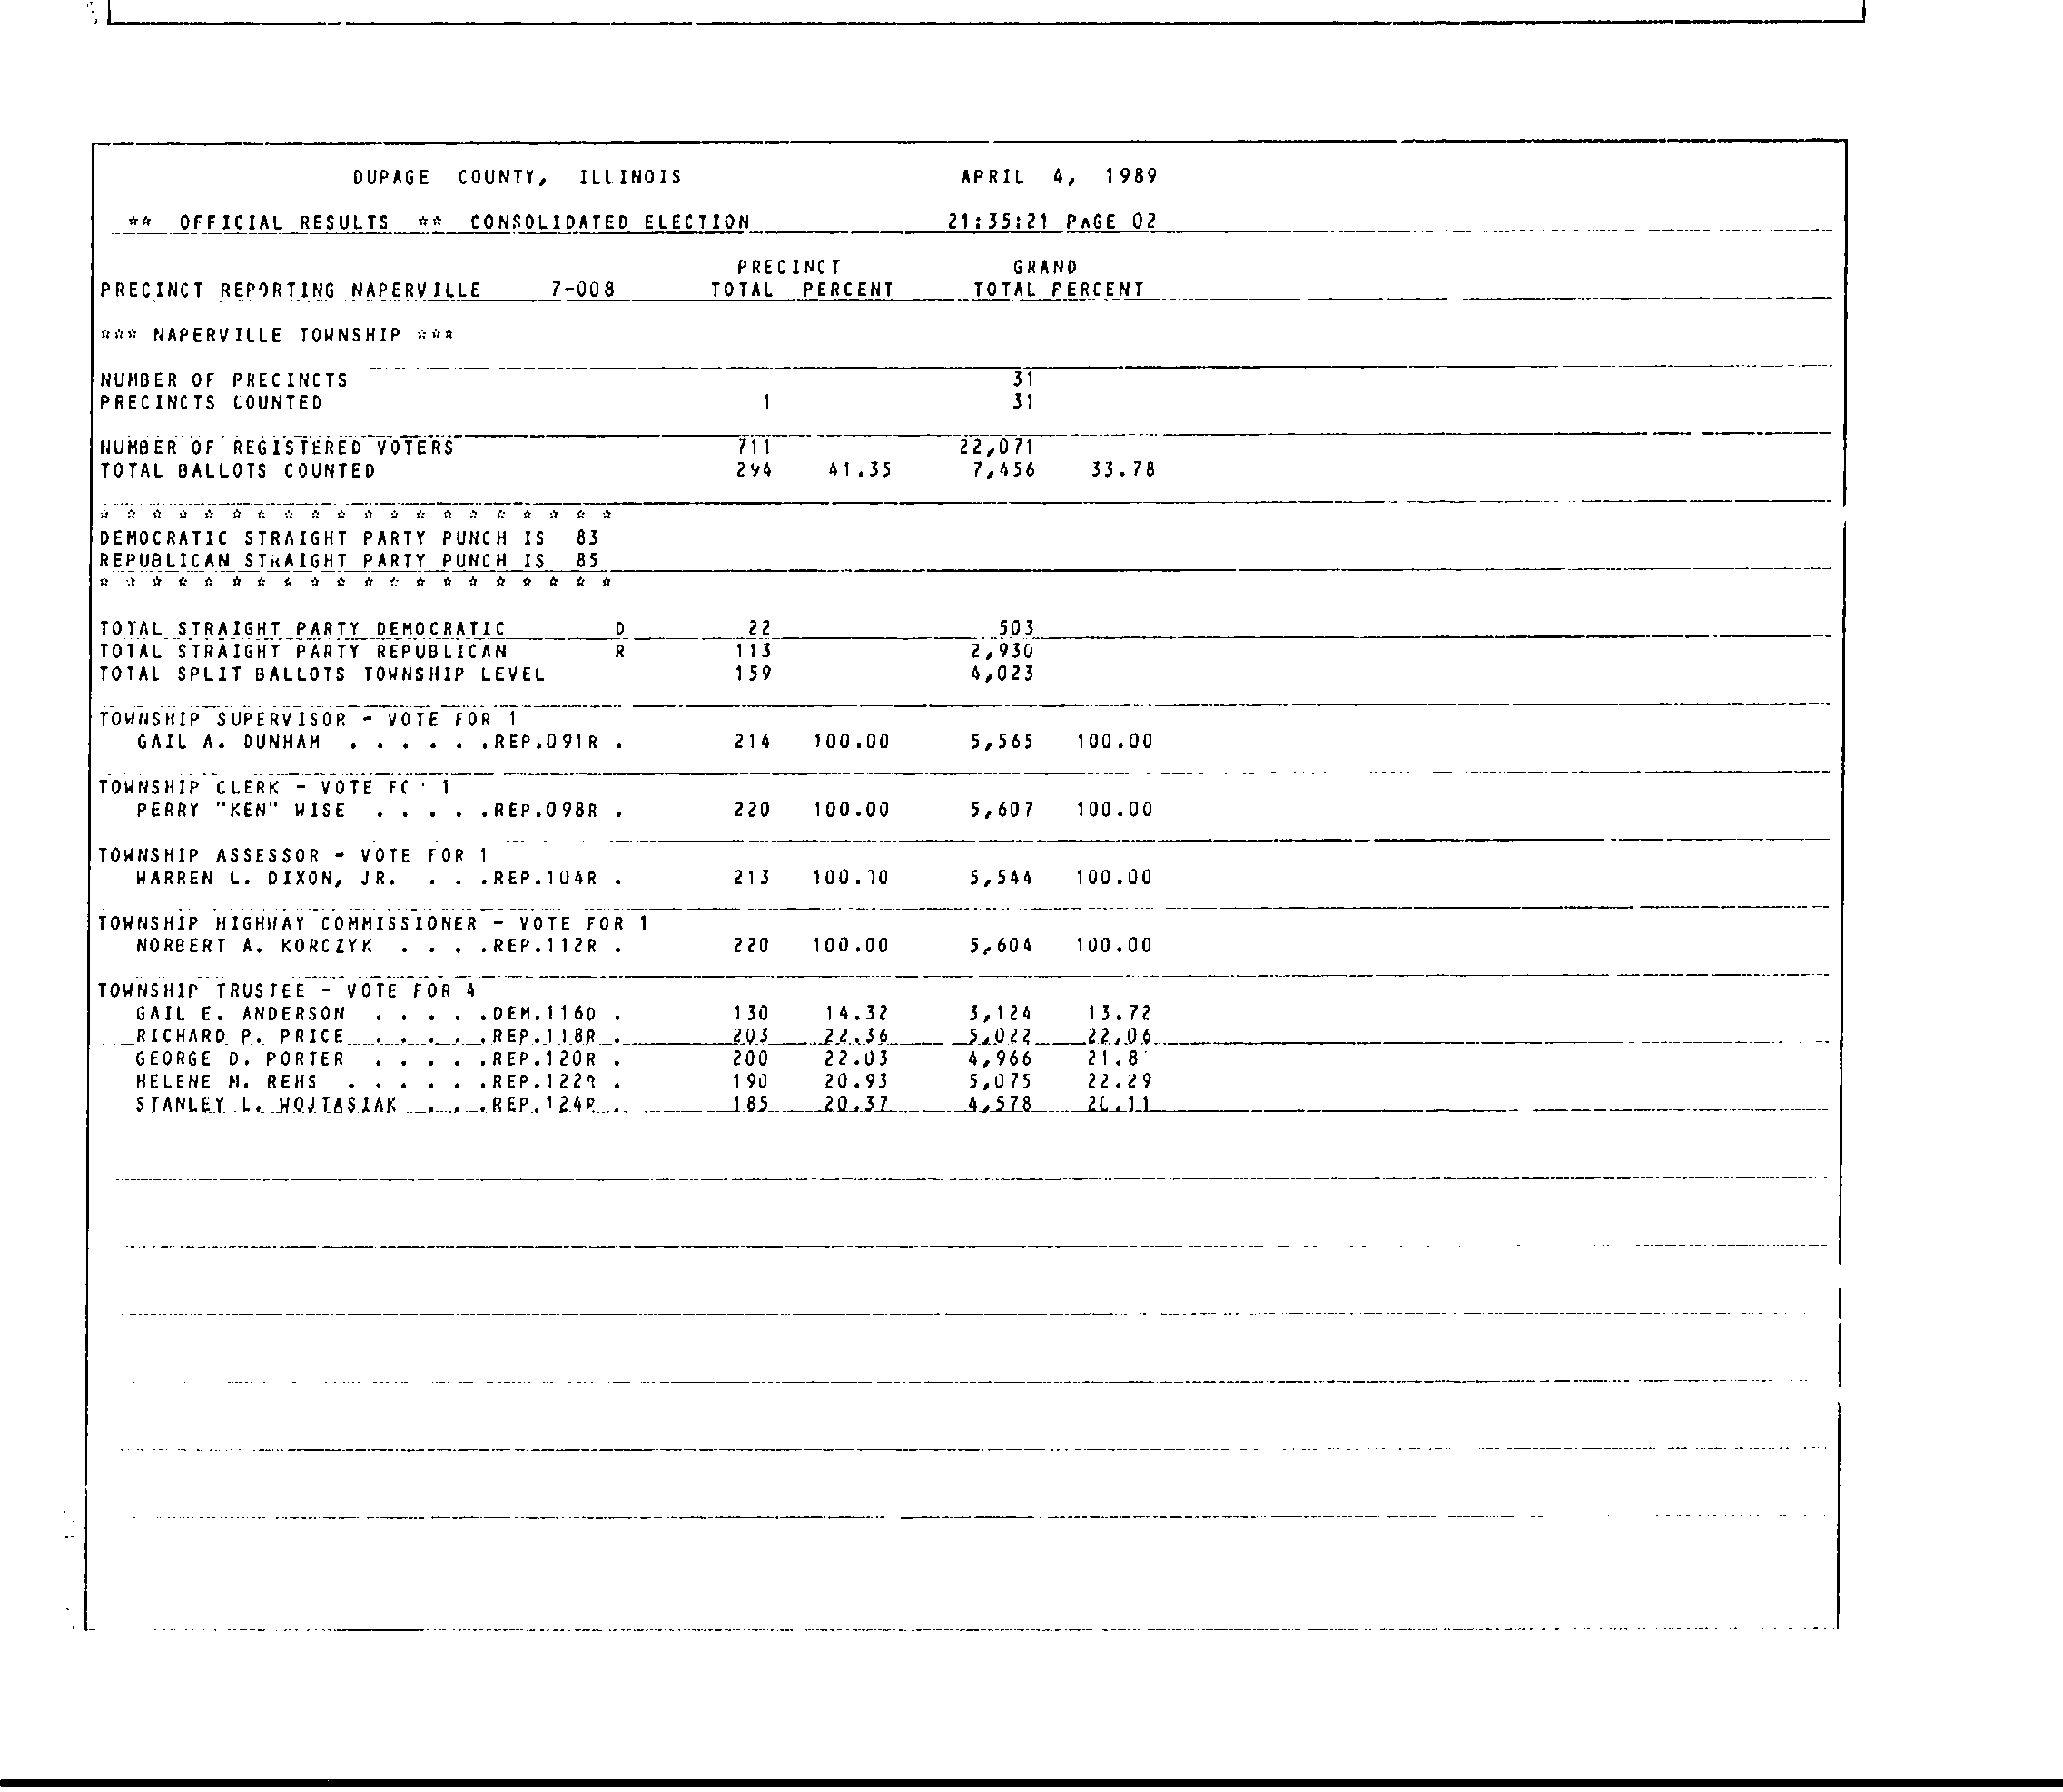 DUPAGE COUNTY, ILLINOIS APRIL 4, 1989
** OFFICIAL RESULTS ** CONSOLIDATED ELECTION 21:35:21 PAGE 02
PRECINCT GRAND
PRECINCT REPORTING NAPERVILLE 7-008 TOTAL PERCENT TOTAL PERCENT
*** NAPERVILLE TOWNSHIP ***
NUMBER OF PRECINCTS 31
PRECINCTS COUNTED 1 31
NUMBER OF REGISTERED VOTERS 711 22,071
TOTAL BALLOTS COUNTED 294 41.35 7,456 33.78
* * * * * * * * * * * * * * * * * * * *
DEMOCRATIC STRAIGHT PARTY PUNCH IS 83
REPUBLICAN STRAIGHT PARTY PUNCH IS 85
* * * * * * * * * * * * * * * * * * * *
TOTAL STRAIGHT PARTY DEMOCRATIC D 22 503
TOTAL STRAIGHT PARTY REPUBLICAN R 113 2,930
TOTAL SPLIT BALLOTS TOWNSHIP LEVEL 159 4,023
TOWNSHIP SUPERVISOR - VOTE FOR 1
GAIL A. DUNHAM . . . . . .REP.091R . 214 100.00 5,565 100.00
TOWNSHIP CLERK - VOTE 1
PERRY "KEN" WISE . . . . .REP.098R . 220 100.00 5,607 100.00
TOWNSHIP ASSESSOR - VOTE FOR 1
WARREN L. DIXON, JR. . . .REP.104R . 213 100.00 5,544 100.00
TOWNSHIP HIGHWAY COMMISSIONER - VOTE FOR 1
NORBERT A. KORCZYK . . . .REP.112R . 220 100.00 5,604 100.00
TOWNSHIP TRUSTEE - VOTE FOR 4
GAIL E. ANDERSON . . . . .DEM.116D . 130 14.32 3,124 13.72
RICHARD P. PRICE . . . . .REP.118R . 203 22.36 5,022 22.06
GEORGE D. PORTER . . . . .REP.120R . 200 22.03 4,966
HELENE M. REHS . . . . . .REP.122R . 190 20.93 5,075 22.29
STANLEY L. WOJTASIAK . . .REP.124R . 185 20.37 4,578 20.11